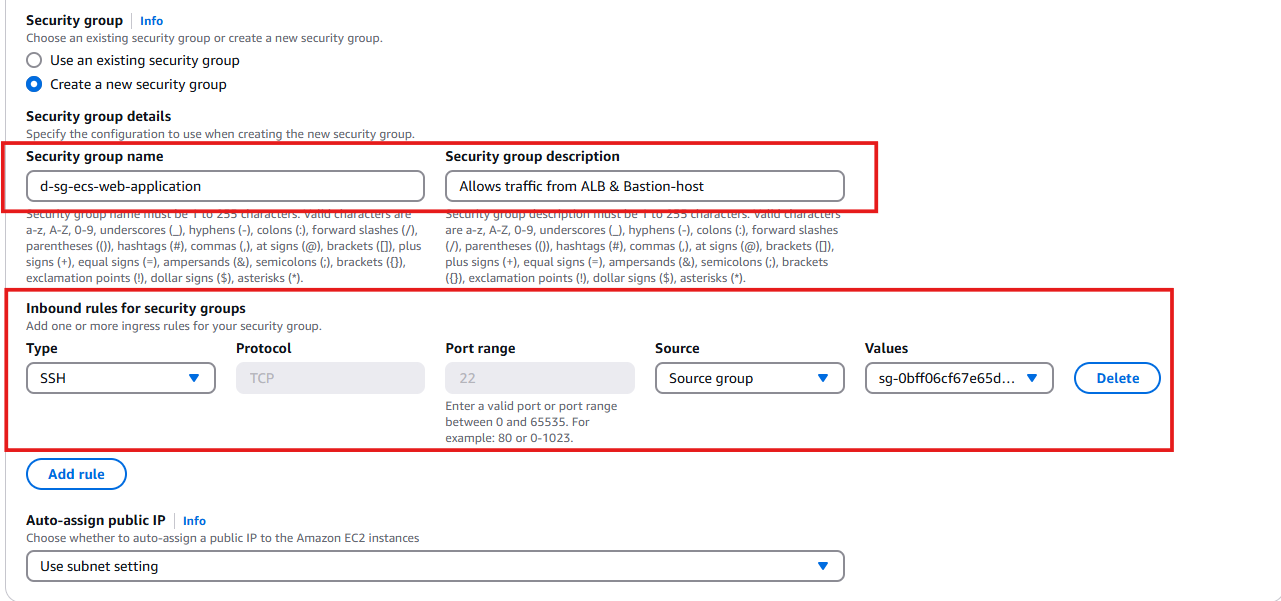 Security group Info
Choose an existing security group or create a new security group.
Use an existing security group
Create a new security group
Security group details
Specify the configuration to use when creating the new security group.
Security group name
Security group description
d-sg-ecs-web-application
Allows traffic from ALB & Bastion-host
Security group name must be 1 to 255 characters. Valid characters are
a-z, A-Z, 0-9, underscores (_), hyphens (-), colons (:), forward slashes (/),
parentheses (()), hashtags (#), commas (,), at signs (@), brackets ([]), plus
signs (+), equal signs (=), ampersands (&), semicolons (;), brackets ({}),
exclamation points (!), dollar signs ($), asterisks (*).
Security group description must be 1 to 255 characters. Valid characters
are a-z, A-Z, 0-9, underscores (_), hyphens (-), colons (:), forward slashes
(/), parentheses (()), hashtags (#), commas (,), at signs (@), brackets ([]),
plus signs (+), equal signs (=), ampersands (&), semicolons (;), brackets
({}), exclamation points (!), dollar signs ($), asterisks (*).
Inbound rules for security groups
Add one or more ingress rules for your security group.
Type Protocol Port range Source Values
SSH TCP 22 Source group sg-0bff06cf67e65d... Delete
Enter a valid port or port range
between 0 and 65535. For
example: 80 or 0-1023.
Add rule
Auto-assign public IP Info
Choose whether to auto-assign a public IP to the Amazon EC2 instances
Use subnet setting